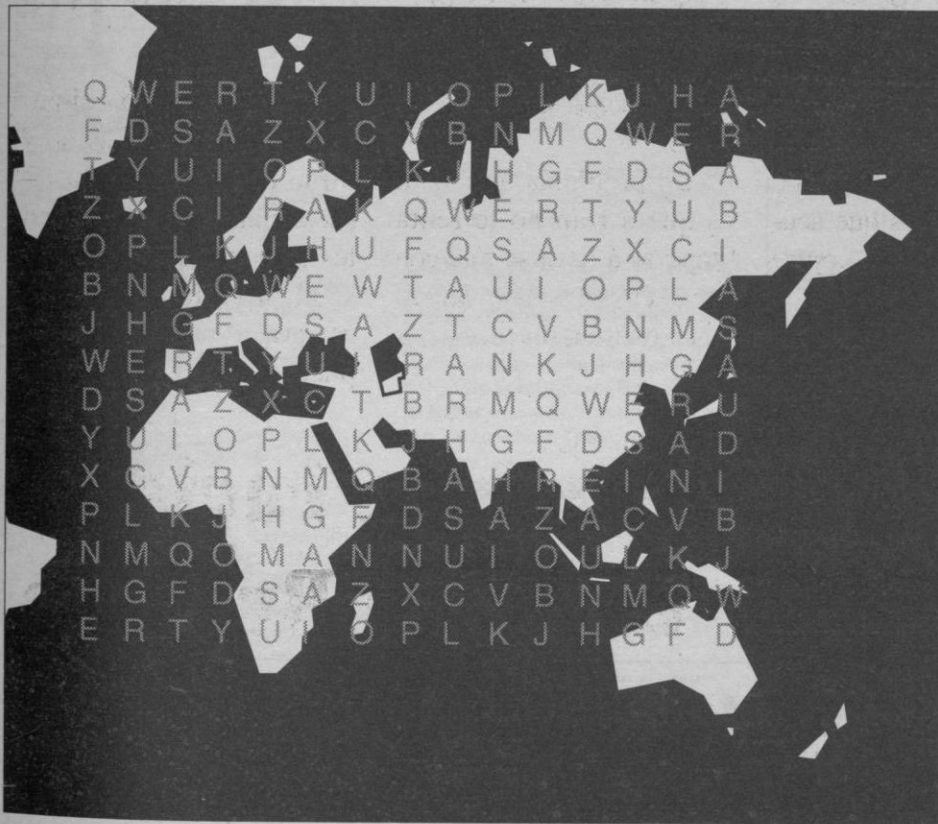 Q W E R T Y U I O P L K J H A
F D S A Z X C V B N M Q W E R
T Y U I O P L K J H G F D S A
Z X C I R A K Q W E R T Y U B
O P L K J H U F Q S A Z X C I
B N M Q W E W T A U I O P L A
J H G F D S A Z T C V B N M S
W E R T Y U I R A N K J H G A
D S A Z X C T B R M Q W E R U
Y U I O P L K J H G F D S A D
X C V B N M Q B A H R E I N I
P L K J H G F D S A Z A C V B
N M Q O M A N N U I O U L K J
H G F D S A Z X C V B N M Q W
E R T Y U I O P L K J H G F D